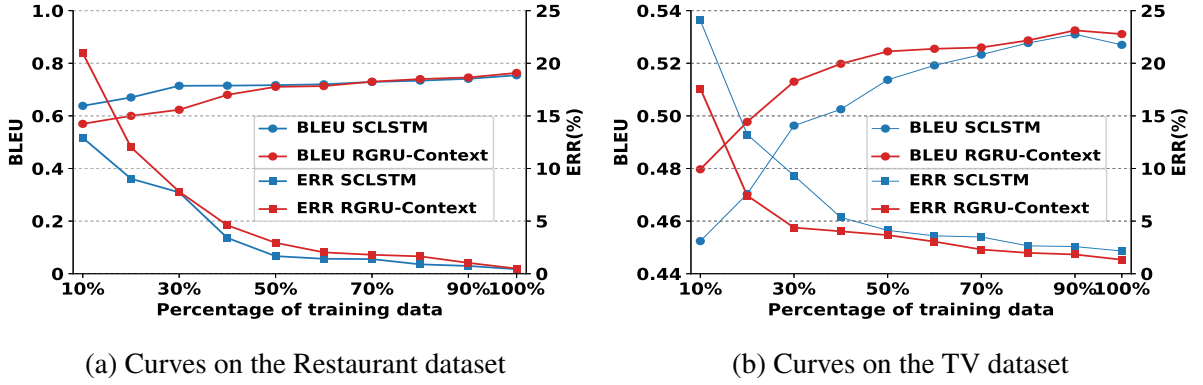 1.0
0.8
0.6
0.4
0.2
0
BLEU
25
20
15
10
5
0
ERR(%)
BLEU SCLSTM
BLEU RGRU-Context
ERR SCLSTM
ERR RGRU-Context
10% 30% 50% 70% 90% 100%
Percentage of training data
(a) Curves on the Restaurant dataset
0.54
0.52
0.50
0.48
0.46
0.44
BLEU
25
20
15
10
5
0
ERR(%)
BLEU SCLSTM
BLEU RGRU-Context
ERR SCLSTM
ERR RGRU-Context
10% 30% 50% 70% 90% 100%
Percentage of training data
(b) Curves on the TV dataset